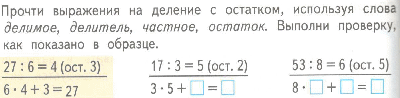 Прочти выражения на деление с остатком, используя слова
делимое, делитель, частное, остаток. Выполни проверку,
как показано в образце.
27 : 6 = 4 (ост. 3) 17 : 3 = 5 (ост. 2) 53 : 8 = 6 (ост. 5)
6 · 4 + 3 = 27 3 · 5 + □ = □ 8 · □ + □ = □